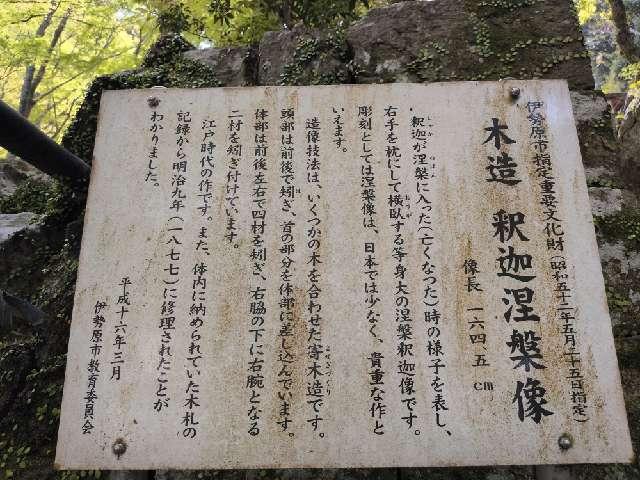 伊勢原市指定重要文化財(昭和五十二年五月二十五日指定)
木造 釈迦涅槃像
像長 一六四.五 cm
釈迦が涅槃に入った(亡くなった)時の様子を表し、
右手を枕にして横臥する等身大の涅槃釈迦像です。
彫刻としては涅槃像は、日本では少なく、貴重な作と
いえます。
造像技法は、いくつかの木を合わせた寄木造です。
頭部は前後で矧ぎ、首の部分を体部に差し込んでいます。
体部は前後左右で四材を矧ぎ、右脇の下に右腕となる
二材を矧ぎ付けています。
江戸時代の作です。また、体内に納められていた木札の
記録から明治九年(一八七七)に修理されたことが
わかりました。
平成十六年三月
伊勢原市教育委員会